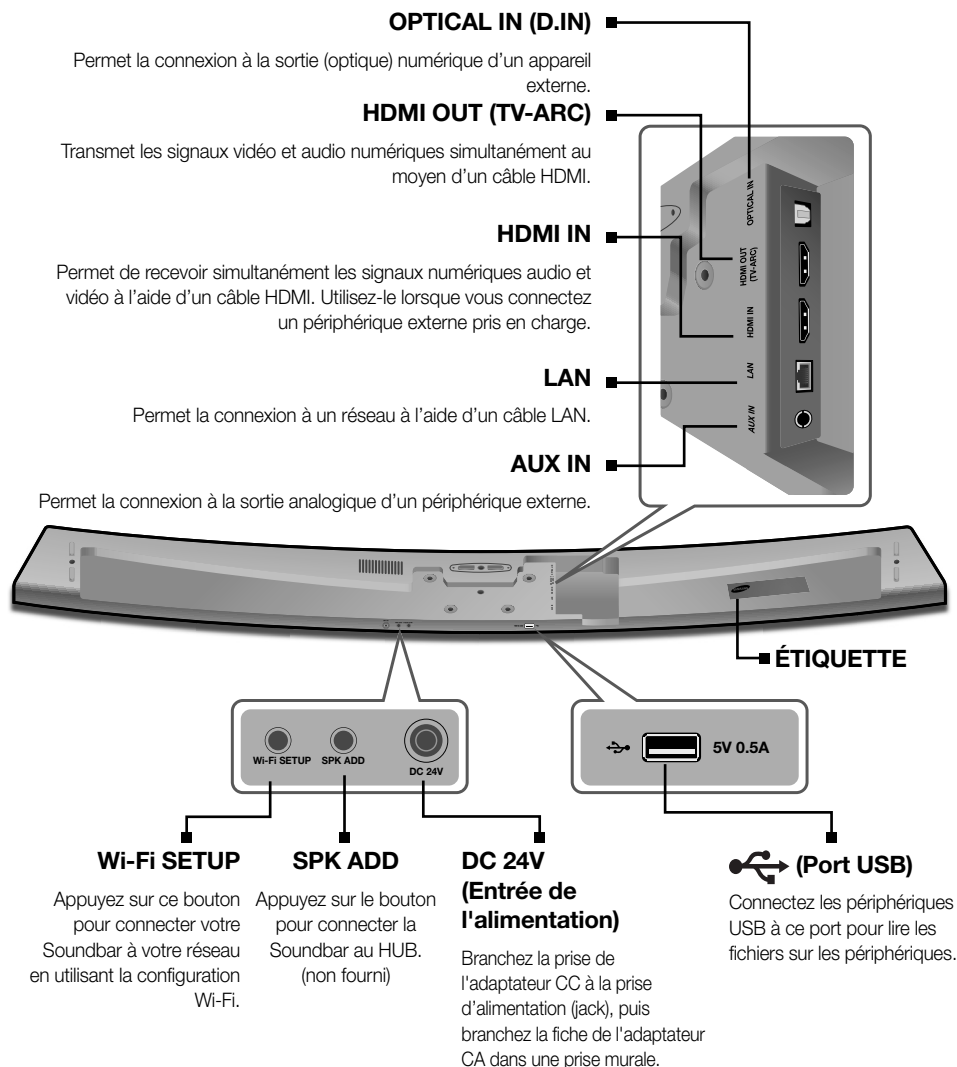 OPTICAL IN (D.IN)
Permet la connexion à la sortie (optique) numérique d’un appareil
externe.
HDMI OUT (TV-ARC)
Transmet les signaux vidéo et audio numériques simultanément au
moyen d’un câble HDMI.
HDMI IN
Permet de recevoir simultanément les signaux numériques audio et
vidéo à l’aide d’un câble HDMI. Utilisez-le lorsque vous connectez
un périphérique externe pris en charge.
LAN
Permet la connexion à un réseau à l’aide d’un câble LAN.
AUX IN
Permet la connexion à la sortie analogique d’un périphérique externe.
OPTICAL IN
HDMI OUT
(TV-ARC)
HDMI IN
LAN
AUX IN
ÉTIQUETTE
Wi-Fi SETUP
SPK ADD
DC 24V
5V 0.5A
Wi-Fi SETUP
Appuyez sur ce bouton
pour connecter votre
Soundbar à votre réseau
en utilisant la configuration
Wi-Fi.
SPK ADD
Appuyez sur le bouton
pour connecter la
Soundbar au HUB.
(non fourni)
DC 24V
(Entrée de
l'alimentation)
Branchez la prise de
l'adaptateur CC à la prise
d’alimentation (jack), puis
branchez la fiche de l'adaptateur
CA dans une prise murale.
(Port USB)
Connectez les périphériques
USB à ce port pour lire les
fichiers sur les périphériques.